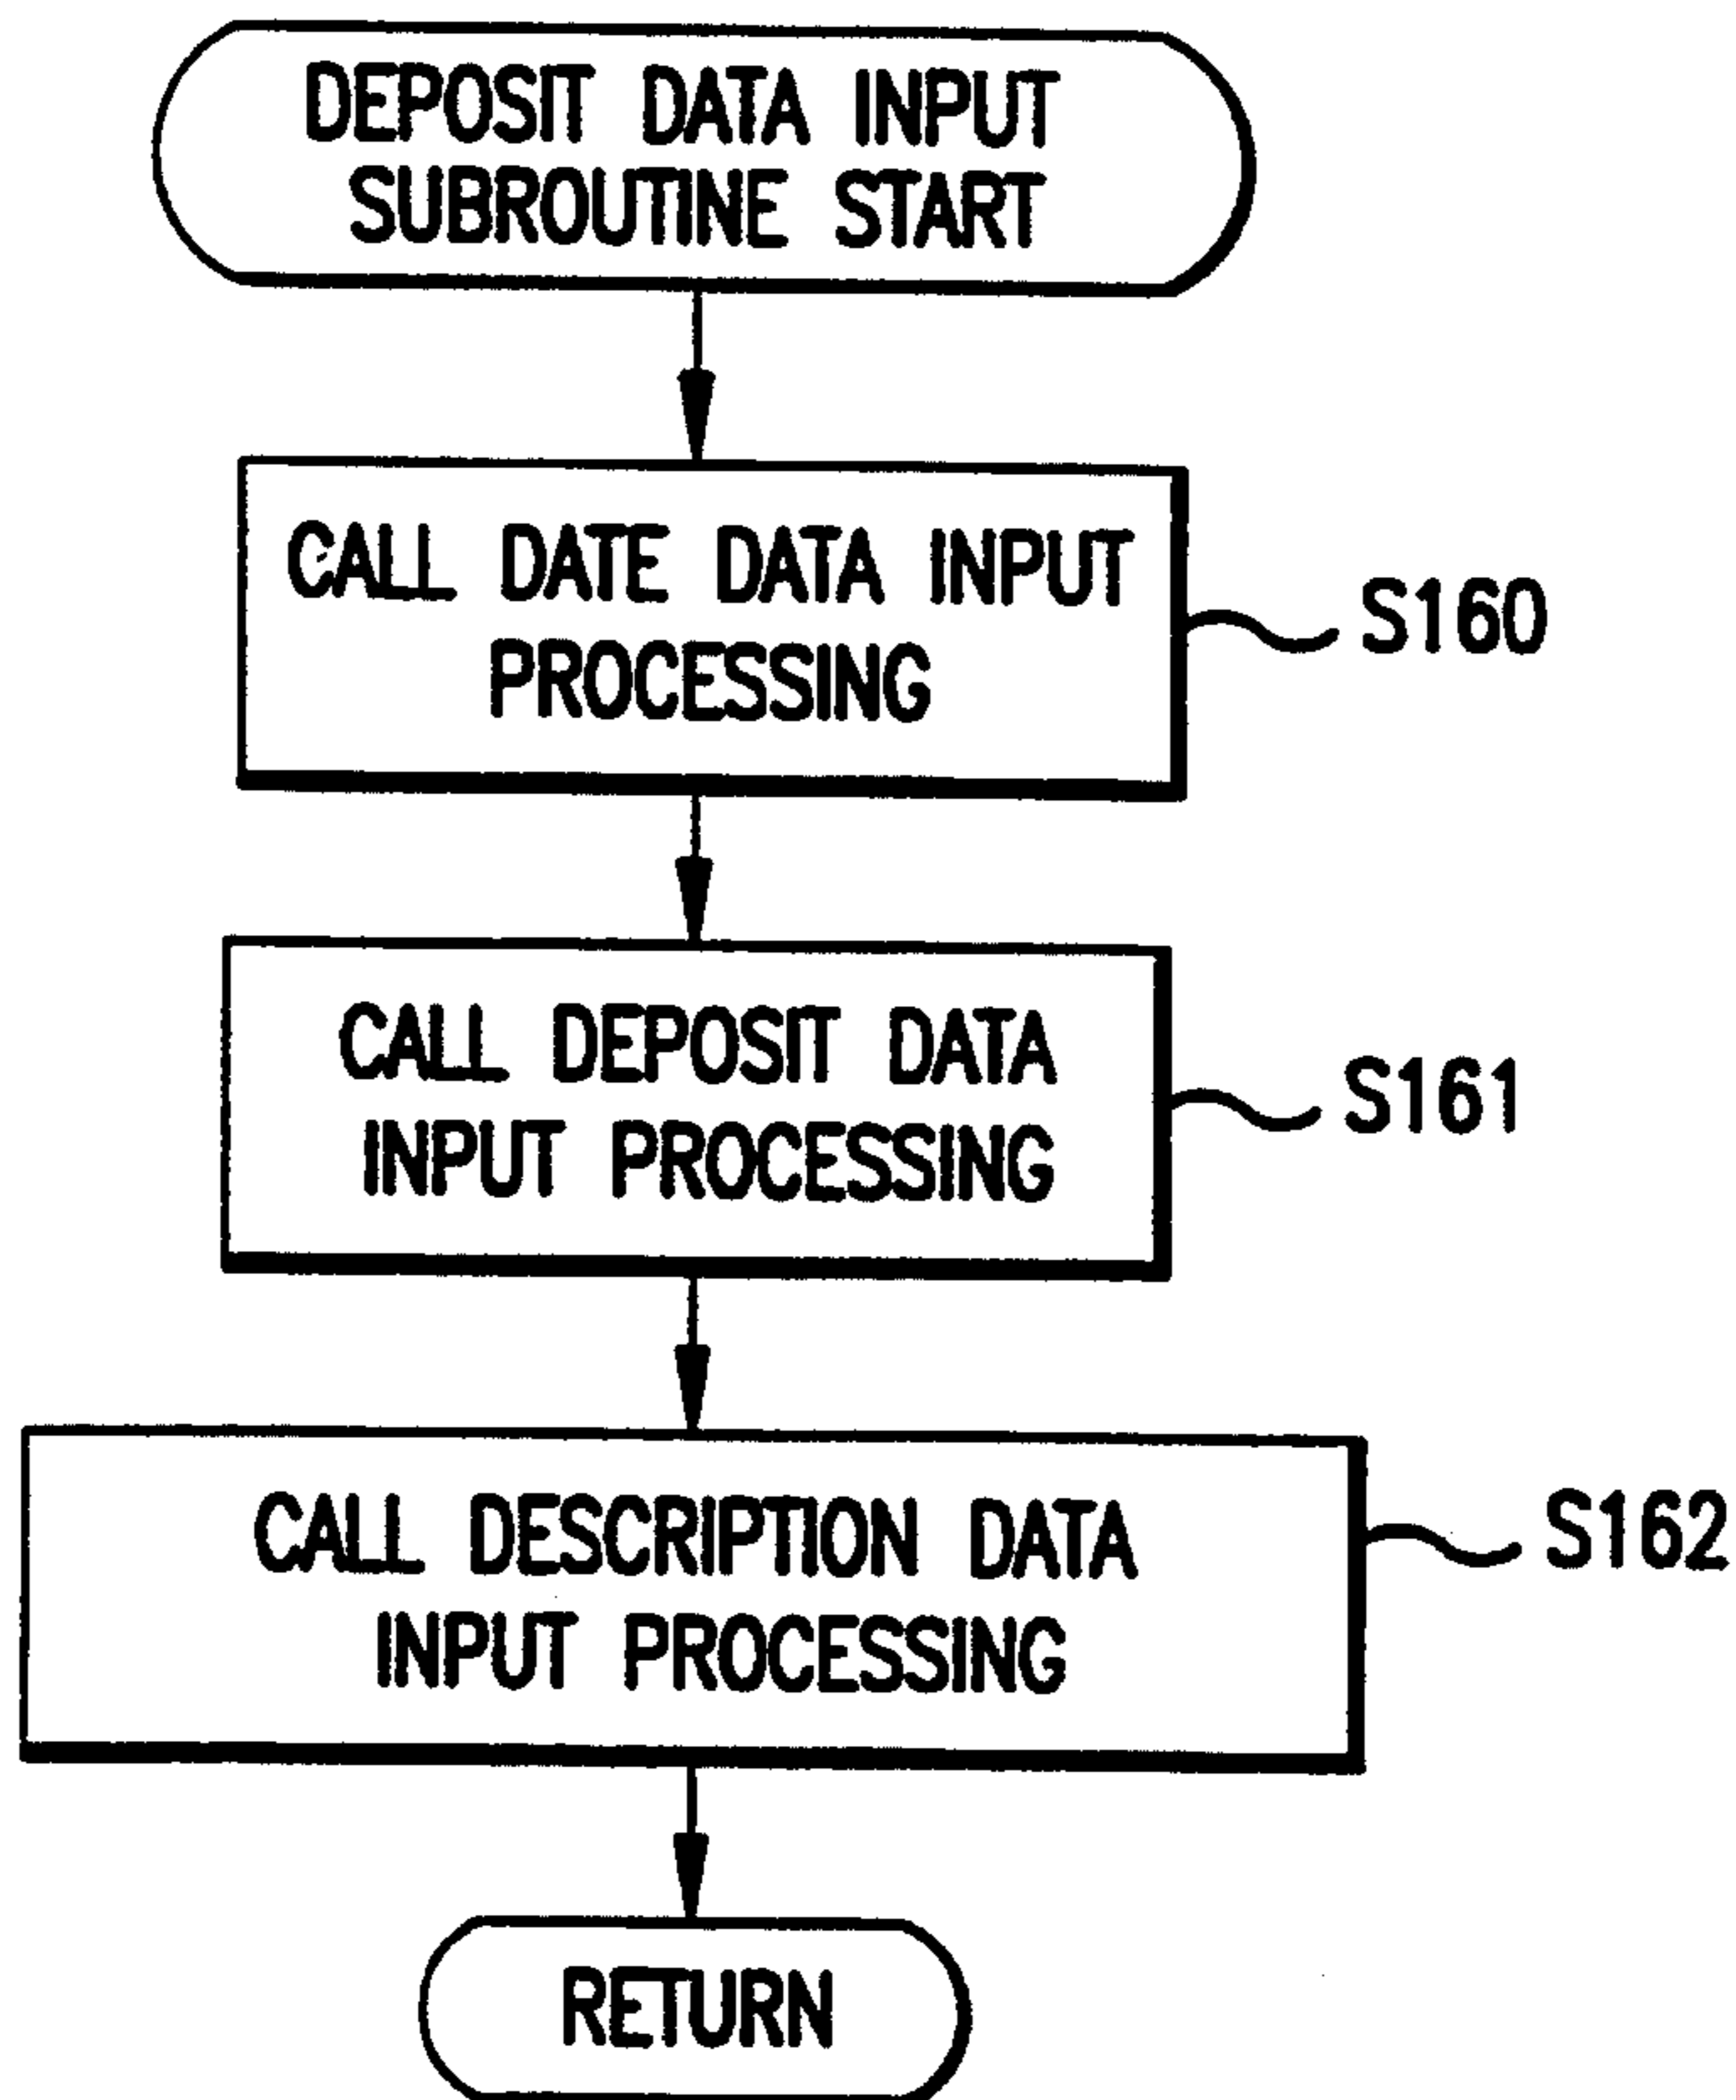 DEPOSIT DATA INPUT
SUBROUTINE START
CALL DATE DATA INPUT
PROCESSING
S160
CALL DEPOSIT DATA
INPUT PROCESSING
S161
CALL DESCRIPTION DATA
INPUT PROCESSING
S162
RETURN